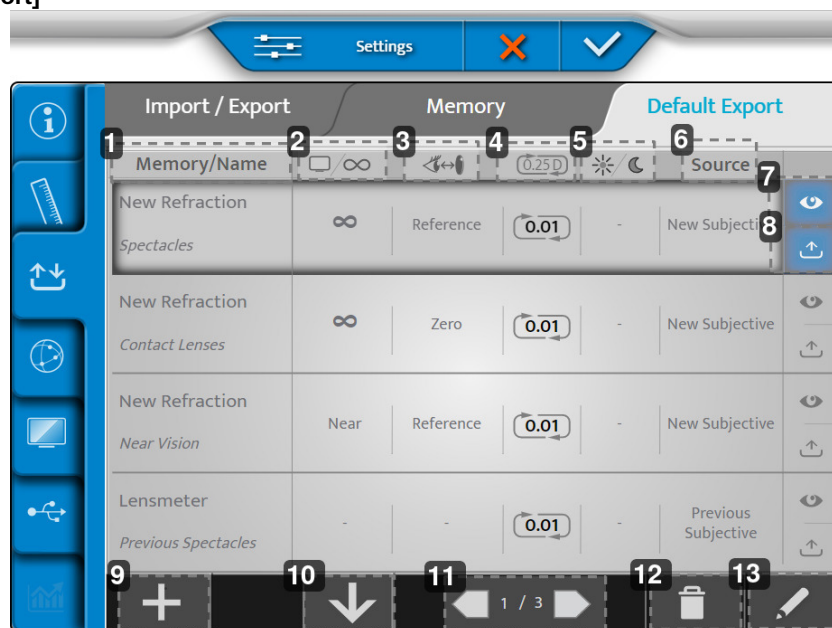 ort]
Settings
Import / Export Memory Default Export
1 2 3 4 5 6
Memory/Name ∞ 0.25 D Source
7
New Refraction
∞ Reference 0.01 - New Subjecti 8
Spectacles
New Refraction
∞ Zero 0.01 - New Subjective
Contact Lenses
New Refraction
Near Reference 0.01 - New Subjective
Near Vision
Lensmeter
- - 0.01 - Previous
Subjective
Previous Spectacles
9 10 11 12 13
1 / 3